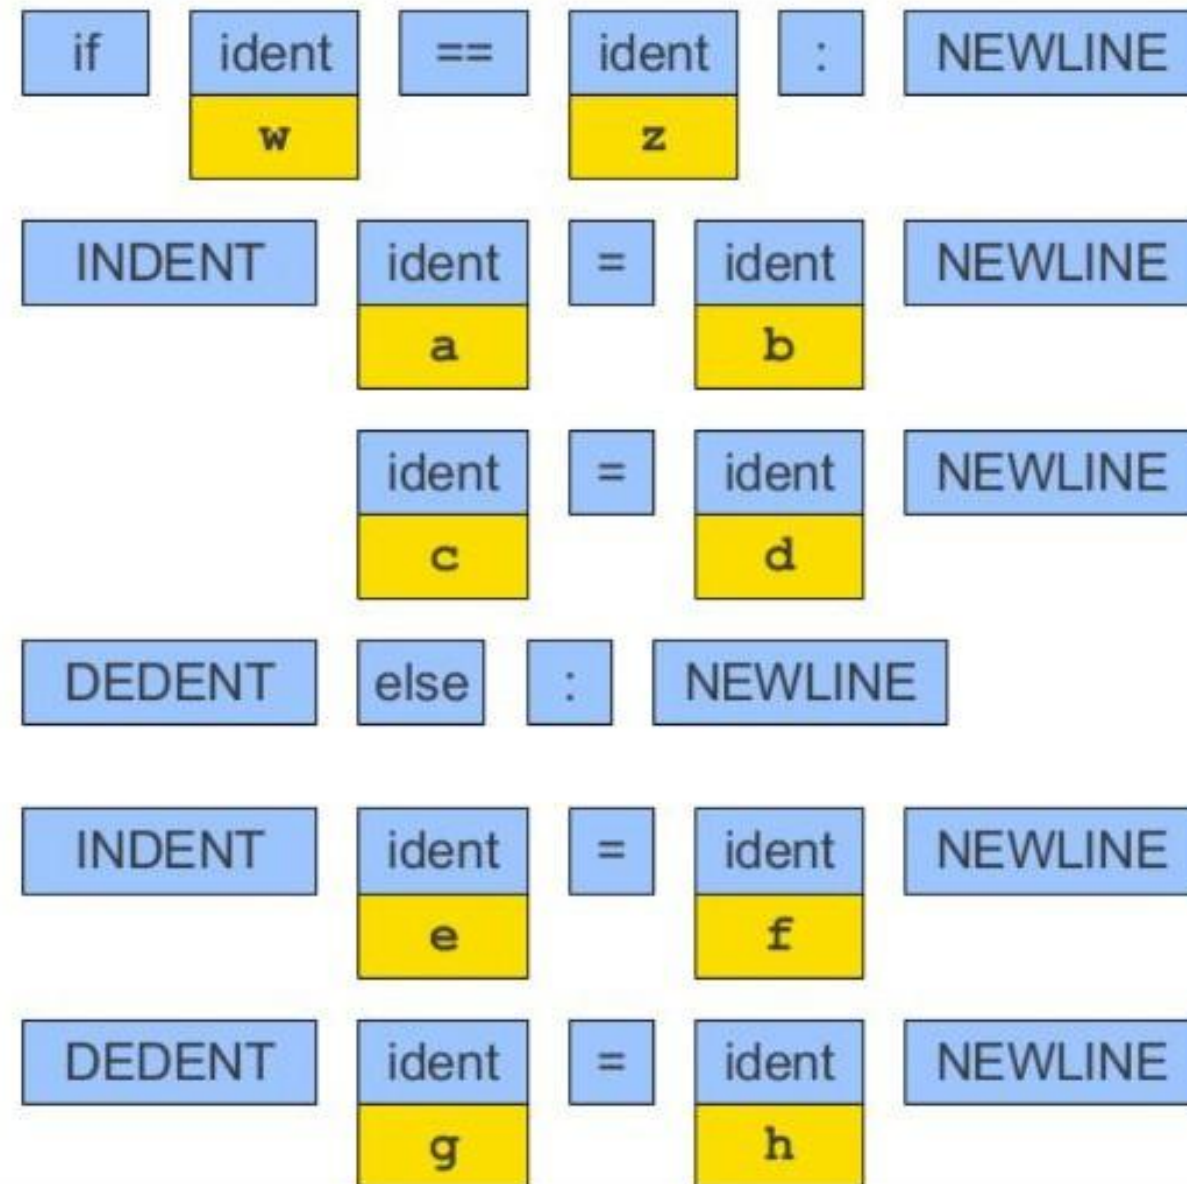 if ident == ident : NEWLINE
w z
INDENT ident = ident NEWLINE
a b
ident = ident NEWLINE
c d
DEDENT else : NEWLINE
INDENT ident = ident NEWLINE
e f
DEDENT ident = ident NEWLINE
g h